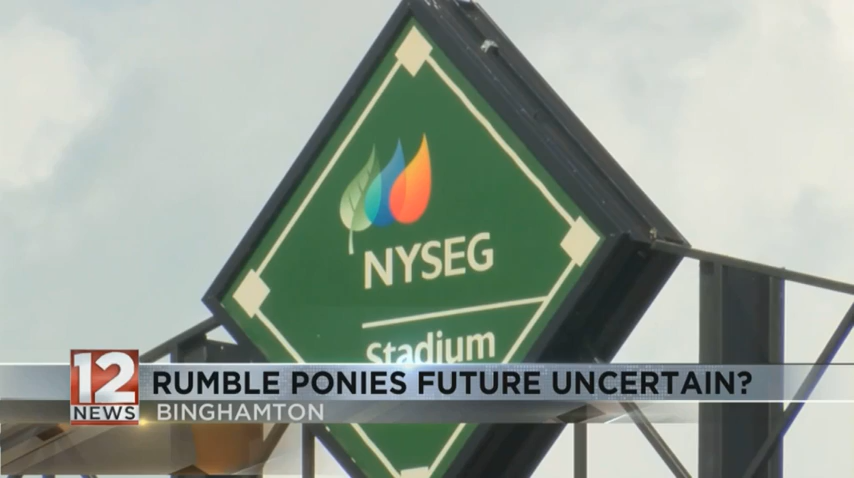 NYSEG
Stadium
12
NEWS
RUMBLE PONIES FUTURE UNCERTAIN?
BINGHAMTON